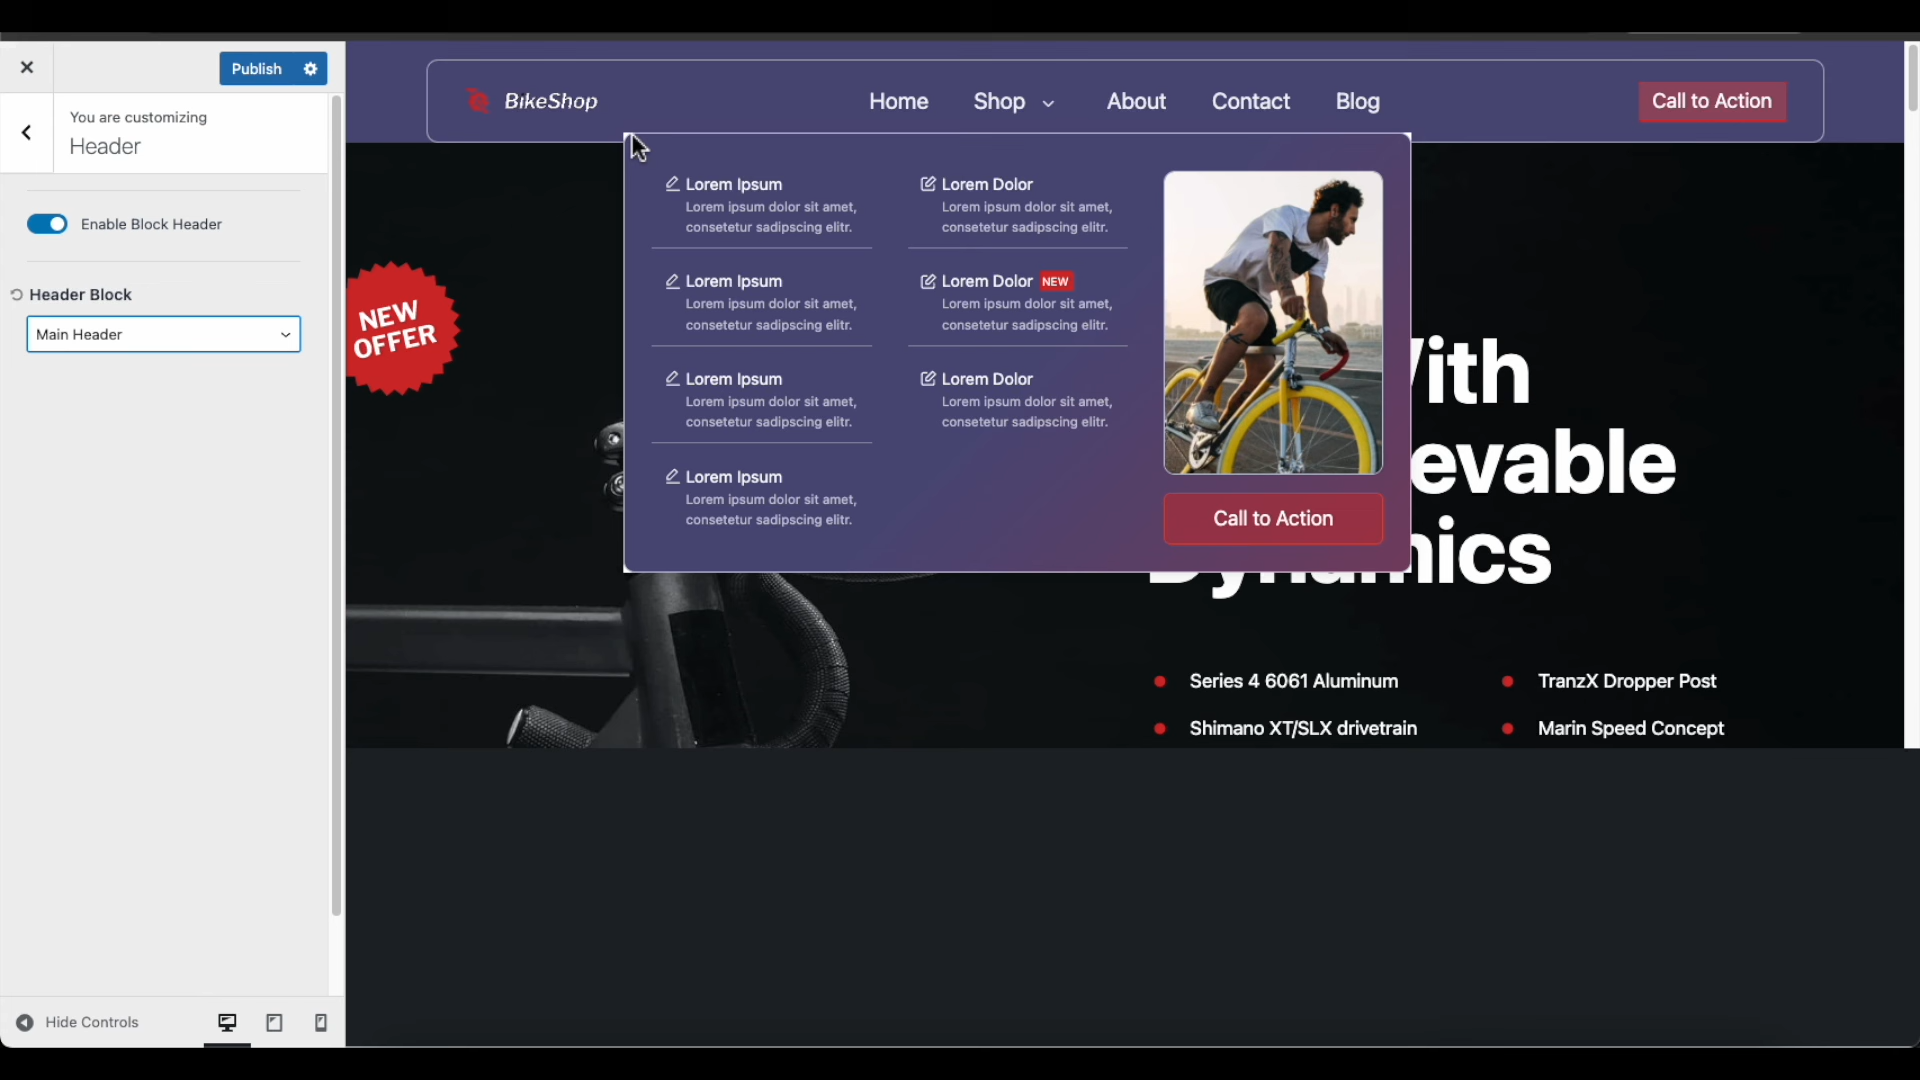 Publish
You are customizing
Header
Enable Block Header
Header Block
Main Header
Hide Controls
BikeShop
Home
Shop
About
Contact
Blog
Call to Action
NEW
OFFER
Lorem Ipsum
Lorem ipsum dolor sit amet,
consetetur sadipscing elitr.
Lorem Ipsum
Lorem ipsum dolor sit amet,
consetetur sadipscing elitr.
Lorem Ipsum
Lorem ipsum dolor sit amet,
consetetur sadipscing elitr.
Lorem Ipsum
Lorem ipsum dolor sit amet,
consetetur sadipscing elitr.
Lorem Dolor
Lorem ipsum dolor sit amet,
consetetur sadipscing elitr.
Lorem Dolor NEW
Lorem ipsum dolor sit amet,
consetetur sadipscing elitr.
Lorem Dolor
Lorem ipsum dolor sit amet,
consetetur sadipscing elitr.
Call to Action
Series 4 6061 Aluminum
TranzX Dropper Post
Shimano XT/SLX drivetrain
Marin Speed Concept